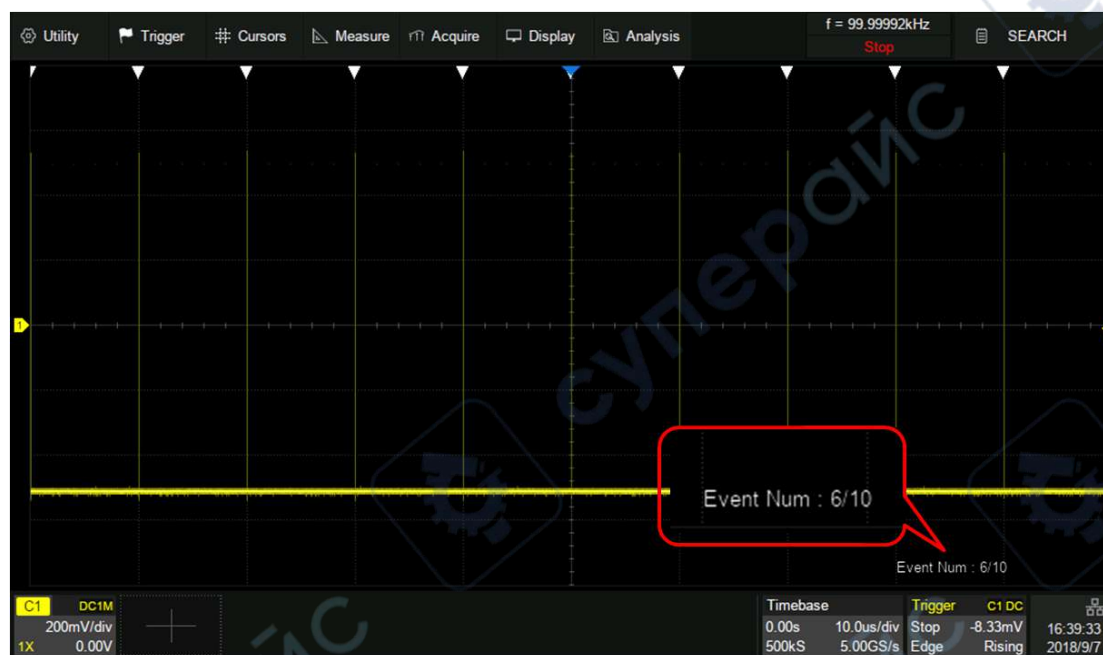 Utility Trigger Cursors Measure Acquire Display Analysis f = 99.99992kHz SEARCH
Stop
1
Event Num : 6/10
Event Num : 6/10
C1 DC1M Timebase Trigger C1 DC
200mV/div 0.00s 10.0us/div Stop -8.33mV 16:39:33
1X 0.00V 500kS 5.00GS/s Edge Rising 2018/9/7
суперайс